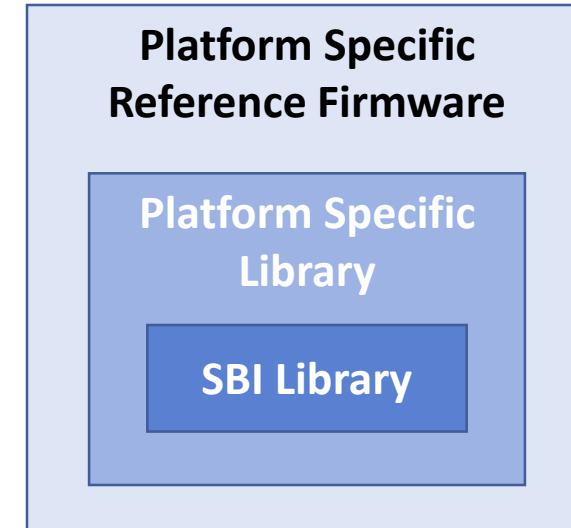 Platform Specific
Reference Firmware
Platform Specific
Library
SBI Library